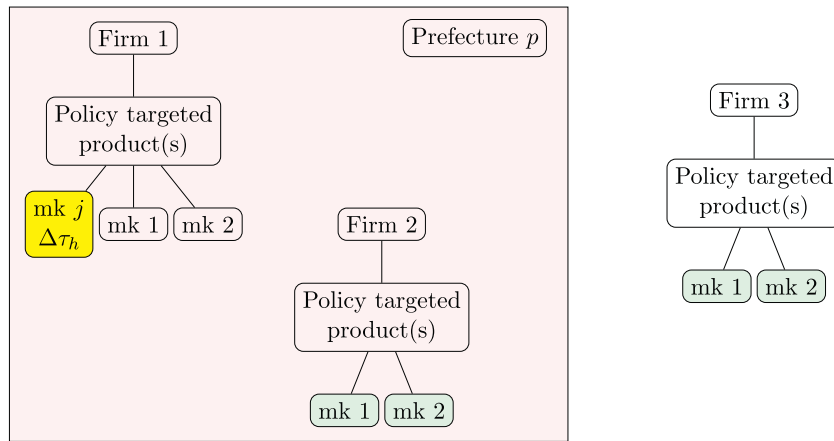 Firm 1
Prefecture p
Policy targeted
product(s)
mk j
Δτh
mk 1
mk 2
Firm 2
Policy targeted
product(s)
mk 1
mk 2
Firm 3
Policy targeted
product(s)
mk 1
mk 2